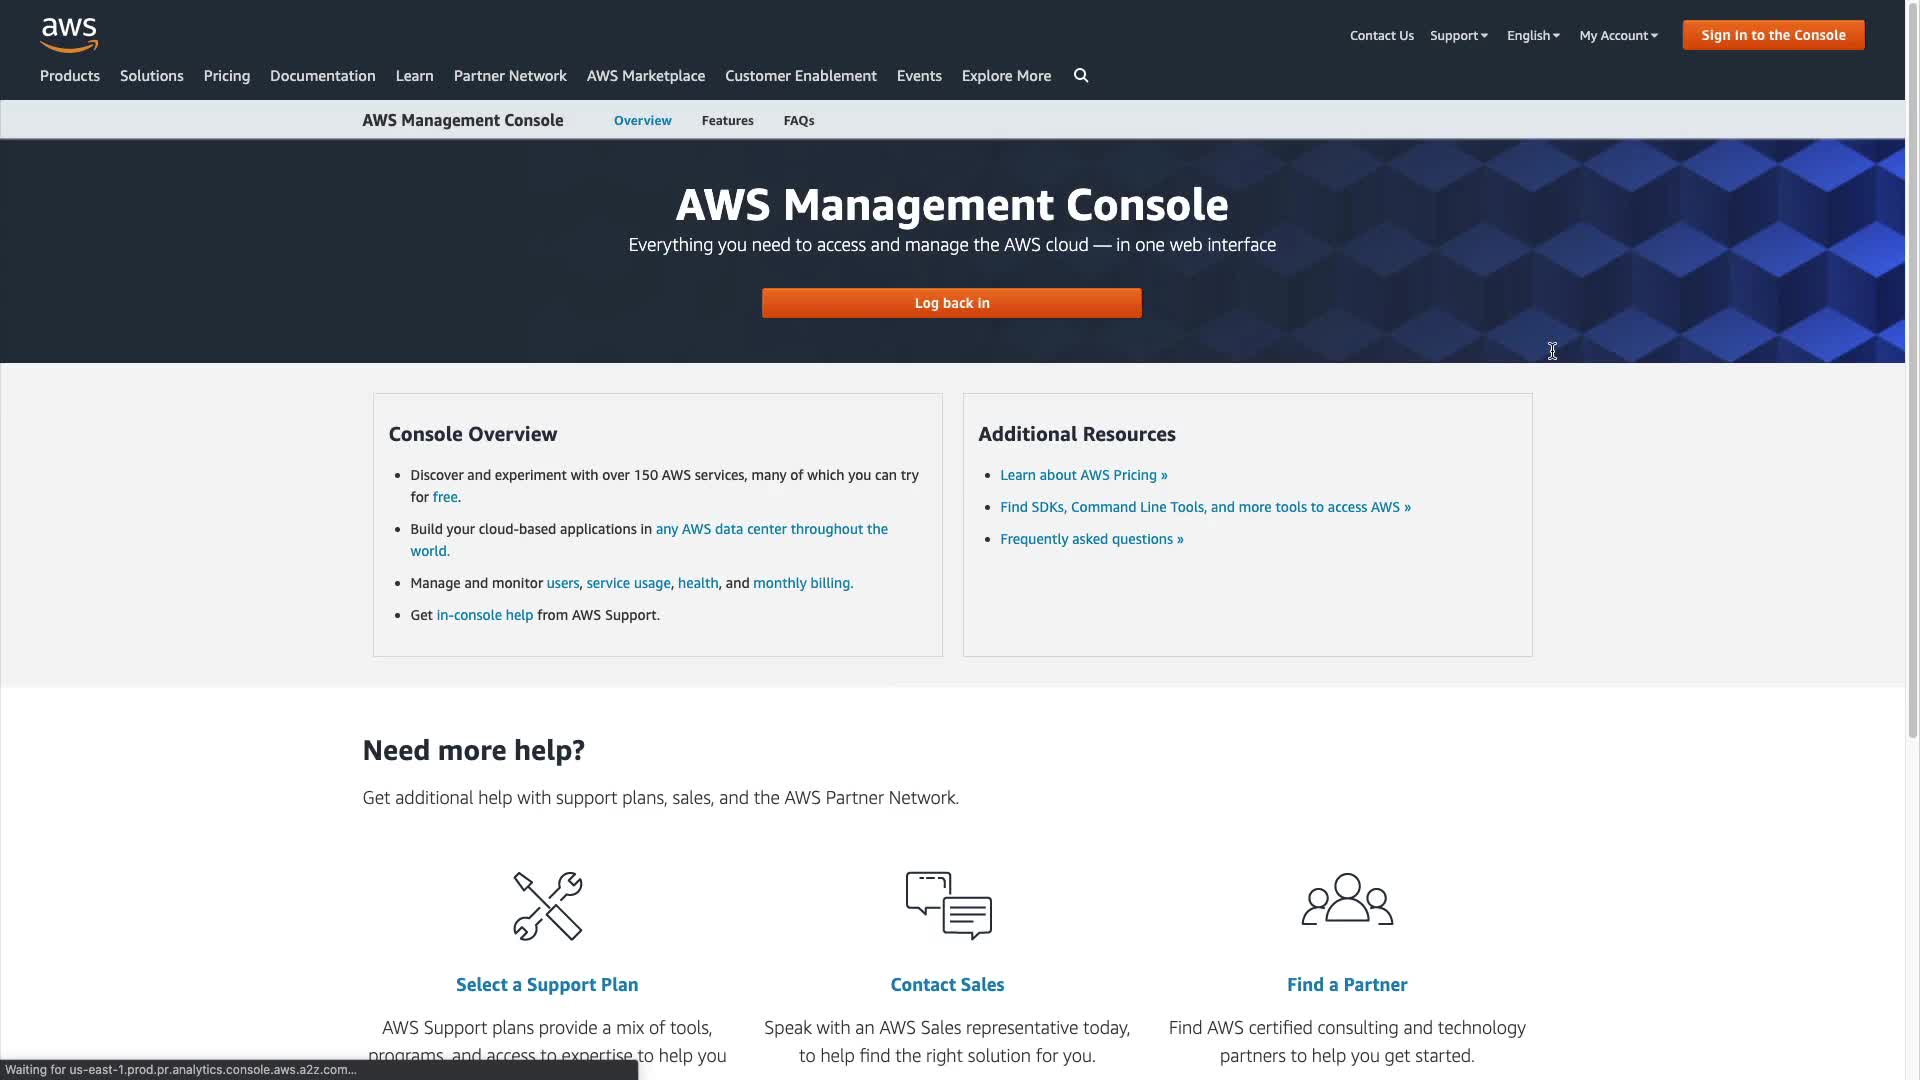 aws
Contact Us
Support
English
My Account
Sign In to the Console
Products
Solutions
Pricing
Documentation
Learn
Partner Network
AWS Marketplace
Customer Enablement
Events
Explore More
AWS Management Console
Overview
Features
FAQs
AWS Management Console
Everything you need to access and manage the AWS cloud — in one web interface
Log back in
Console Overview
Discover and experiment with over 150 AWS services, many of which you can try
for free.
Build your cloud-based applications in any AWS data center throughout the
world.
Manage and monitor users, service usage, health, and monthly billing.
Get in-console help from AWS Support.
Additional Resources
Learn about AWS Pricing »
Find SDKs, Command Line Tools, and more tools to access AWS »
Frequently asked questions »
Need more help?
Get additional help with support plans, sales, and the AWS Partner Network.
Select a Support Plan
AWS Support plans provide a mix of tools,
programs, and access to expertise to help you
Contact Sales
Speak with an AWS Sales representative today,
to help find the right solution for you.
Find a Partner
Find AWS certified consulting and technology
partners to help you get started.
Waiting for us-east-1.prod.pr.analytics.console.aws.a2z.com...